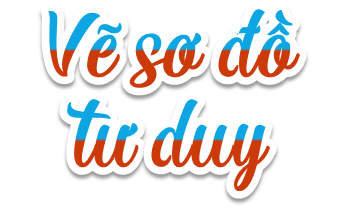 Vẽ sơ đồ
tư duy